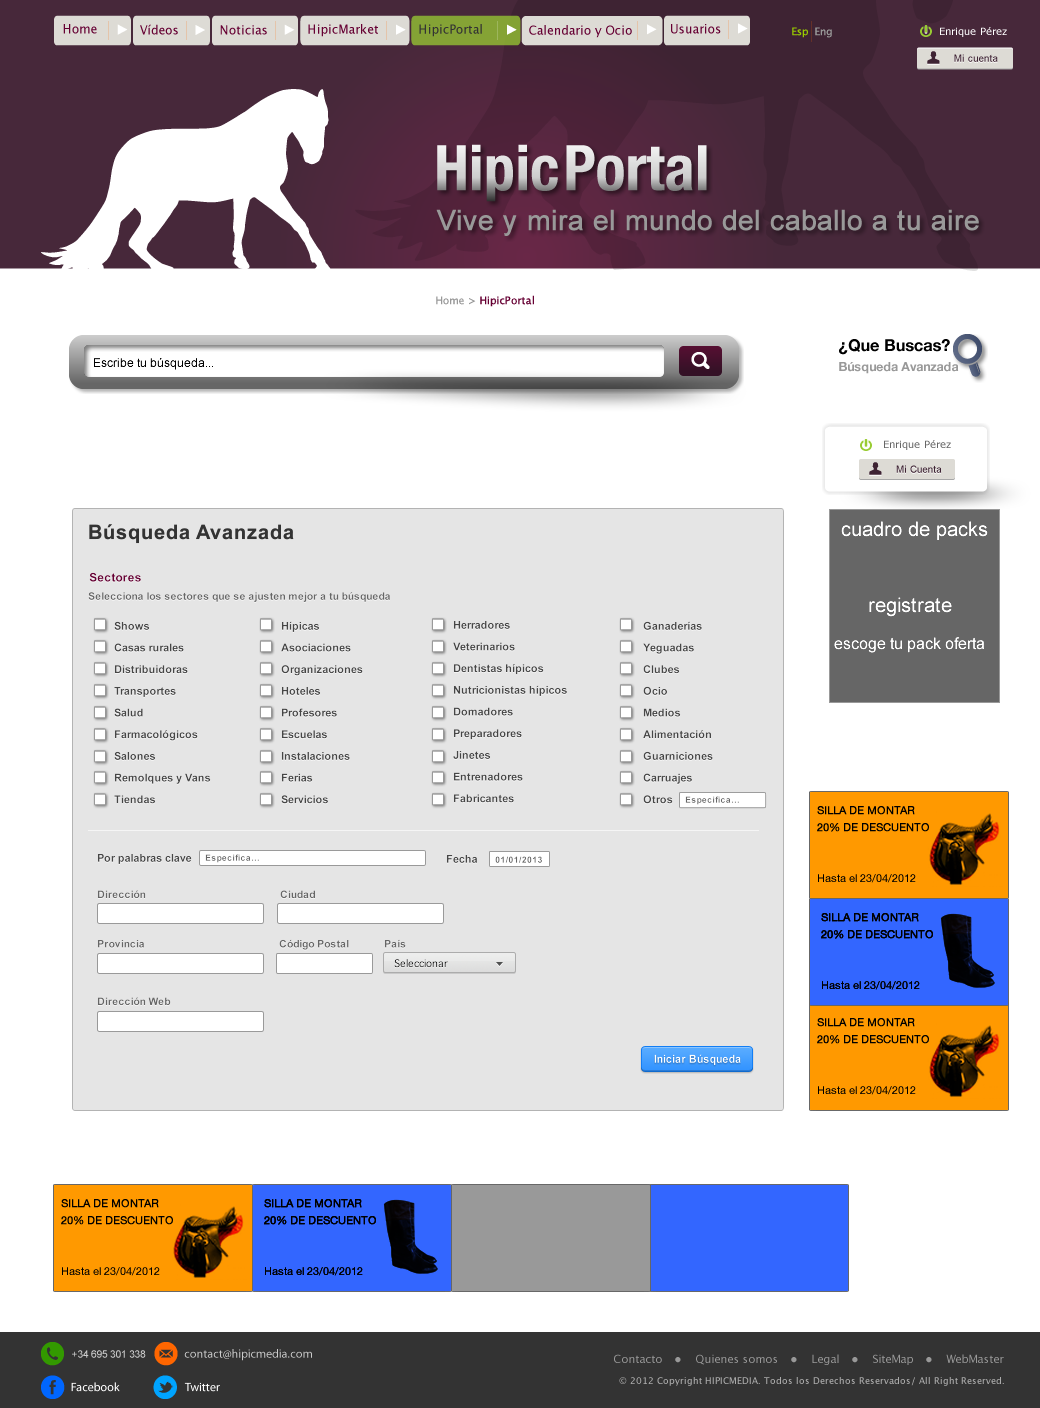 Home Vídeos Noticias HipicMarket HipicPortal Calendario y Ocio Usuarios
Esp Eng
Enrique Pérez
Mi cuenta
HipicPortal
Vive y mira el mundo del caballo a tu aire
Home > HipicPortal
Escribe tu búsqueda...
¿Que Buscas?
Búsqueda Avanzada
Enrique Pérez
Mi Cuenta
cuadro de packs
registrate
escoge tu pack oferta
Búsqueda Avanzada
Sectores
Selecciona los sectores que se ajusten mejor a tu búsqueda
Shows Hipicas Herradores Ganaderias
Casas rurales Asociaciones Veterinarios Yeguadas
Distribuidoras Organizaciones Dentistas hípicos Clubes
Transportes Hoteles Nutricionistas hipicos Ocio
Salud Profesores Domadores Medios
Farmacológicos Escuelas Preparadores Alimentación
Salones Instalaciones Jinetes Guarniciones
Remolques y Vans Ferias Entrenadores Carruajes
Tiendas Servicios Fabricantes Otros Especifica...
Por palabras clave Especifica... Fecha 01/01/2013
Dirección Ciudad
Provincia Código Postal Pais
Seleccionar
Dirección Web
Iniciar Búsqueda
SILLA DE MONTAR
20% DE DESCUENTO
Hasta el 23/04/2012
SILLA DE MONTAR
20% DE DESCUENTO
Hasta el 23/04/2012
SILLA DE MONTAR
20% DE DESCUENTO
Hasta el 23/04/2012
SILLA DE MONTAR
20% DE DESCUENTO
Hasta el 23/04/2012
SILLA DE MONTAR
20% DE DESCUENTO
Hasta el 23/04/2012
+34 695 301 338 contact@hipicmedia.com
Facebook Twitter
Contacto ● Quienes somos ● Legal ● SiteMap ● WebMaster
© 2012 Copyright HIPICMEDIA. Todos los Derechos Reservados/ All Right Reserved.